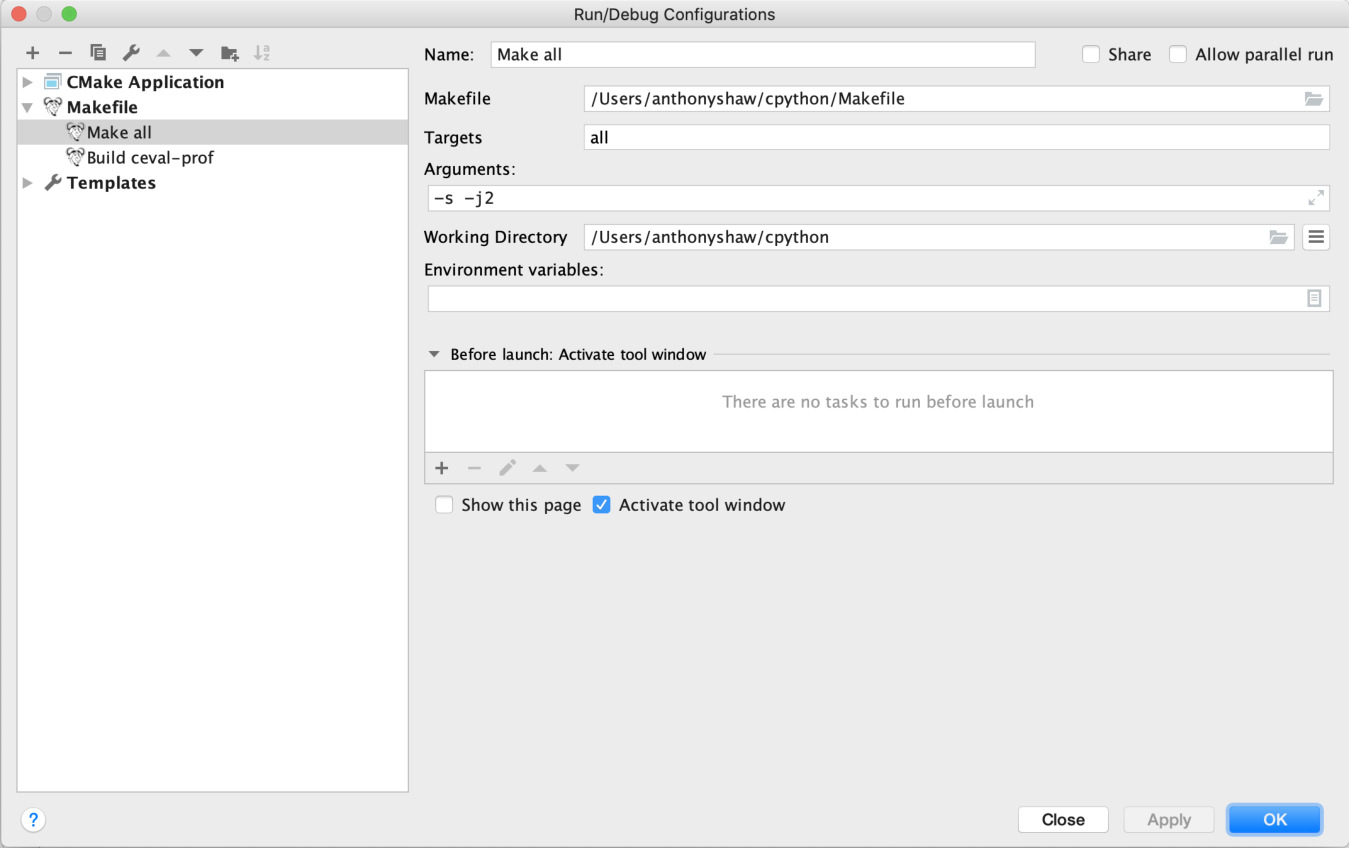 Run/Debug Configurations
Name: Make all Share Allow parallel run
CMake Application
Makefile
Make all
Build ceval-prof
Templates
Makefile /Users/anthonyshaw/cpython/Makefile
Targets all
Arguments:
-s -j2
Working Directory /Users/anthonyshaw/cpython
Environment variables:
Before launch: Activate tool window
There are no tasks to run before launch
Show this page Activate tool window
? Close Apply OK